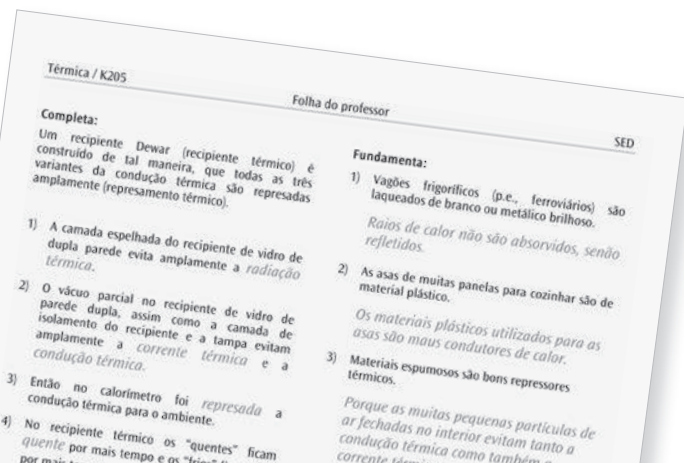 Térmica / K205
Folha do professor
SED
Completa:
Um recipiente Dewar (recipiente térmico) é
construído de tal maneira, que todas as três
variantes da condução térmica são represadas
amplamente (represamento térmico).
1) A camada espelhada do recipiente de vidro de
dupla parede evita amplamente a radiação
térmica.
2) O vácuo parcial no recipiente de vidro de
parede dupla, assim como a camada de
isolamento do recipiente e a tampa evitam
amplamente a corrente térmica e a
condução térmica.
3) Então no calorímetro foi represada a
condução térmica para o ambiente.
4) No recipiente térmico os "quentes" ficam
quente por mais tempo e os
Fundamenta:
1) Vagões frigoríficos (p.e., ferroviários) são
laqueados de branco ou metálico brilhoso.
Raios de calor não são absorvidos, senão
refletidos.
2) As asas de muitas panelas para cozinhar são de
material plástico.
Os materiais plásticos utilizados para as
asas são maus condutores de calor.
3) Materiais espumosos são bons repressores
térmicos.
Porque as muitas pequenas partículas de
ar fechadas no interior evitam tanto a
condução térmica como também
corrente